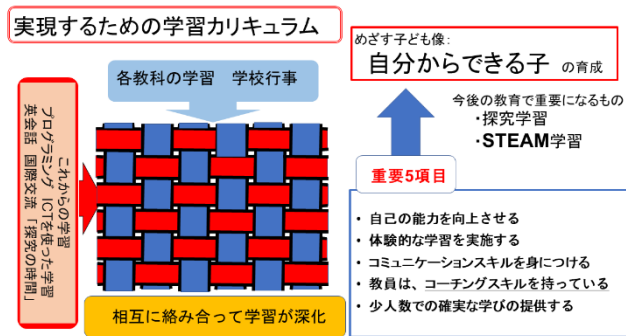 実現するための学習カリキュラム
各教科の学習　学校行事
これからの学習
プログラミング　ICTを使った学習
英会話　国際交流　「探究の時間」
相互に絡み合って学習が深化
めざす子ども像：
自分からできる子　の育成
今後の教育で重要になるもの
・探究学習
・STEAM学習
重要5項目
• 自己の能力を向上させる
• 体験的な学習を実施する
• コミュニケーションスキルを身につける
• 教員は、コーチングスキルを持っている
• 少人数での確実な学びの提供する